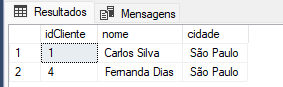 Resultados Mensagens
idCliente nome cidade
1 1 Carlos Silva São Paulo
2 4 Fernanda Dias São Paulo